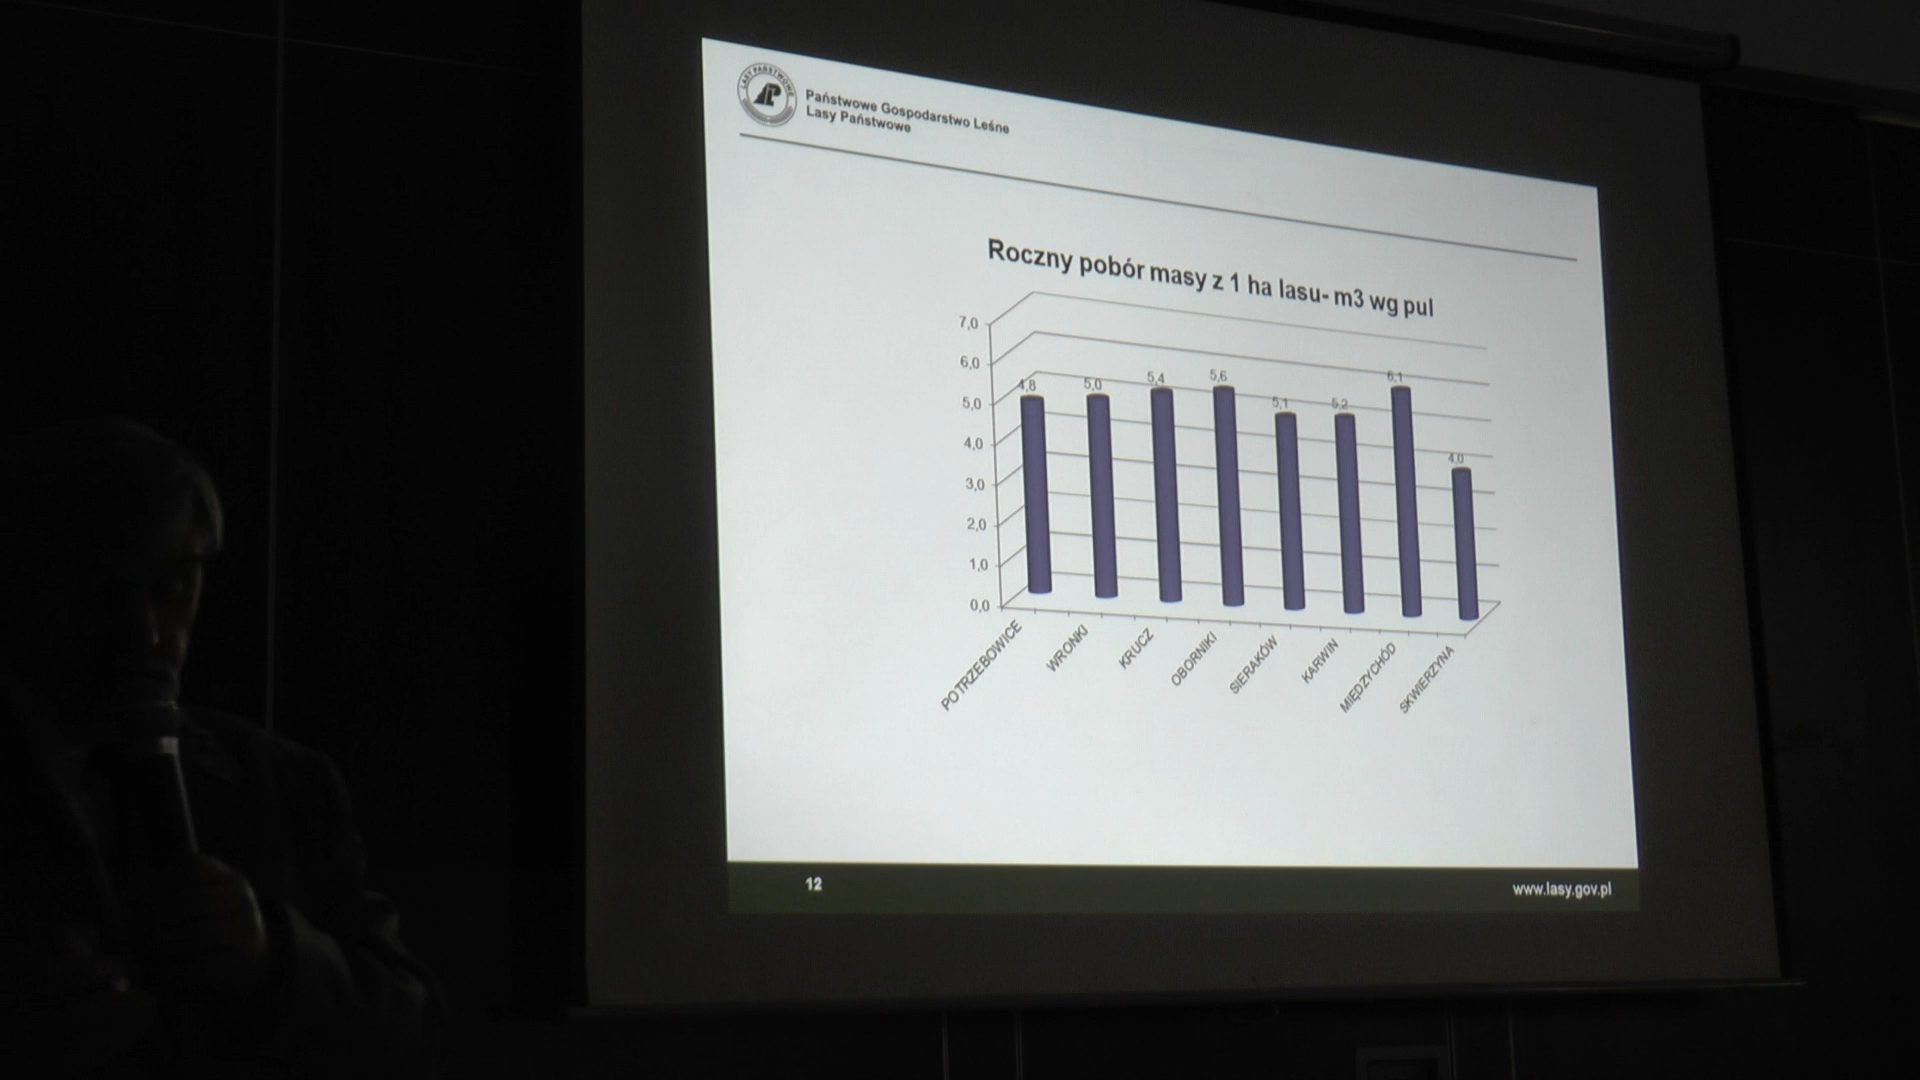 LASY PAŃSTWOWE
Państwowe Gospodarstwo Leśne
Lasy Państwowe
Roczny pobór masy z 1 ha lasu- m3 wg pul
7,0
6,0
5,0
4,0
3,0
2,0
1,0
0,0
4,8
5,0
5,4
5,6
5,1
5,2
6,1
4,0
POTRZEBOWICE
WRONKI
KRUCZ
OBORNIKI
SIERAKÓW
KARWIN
MIĘDZYCHÓD
SKWIERZYNA
12
www.lasy.gov.pl